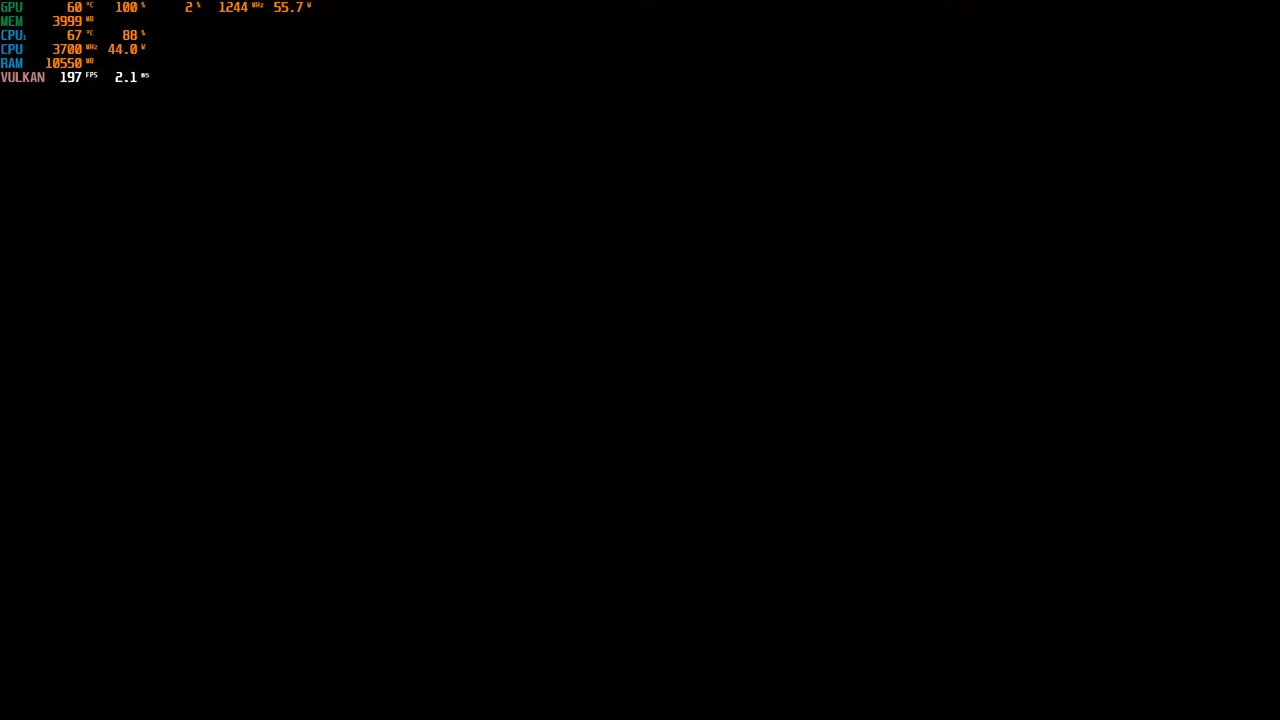 GPU 60 °C 100 % 2 % 1244 MHz 55.7 W
MEM 3999 MB
CPU1 67 °C 88 %
CPU 3700 MHz 44.0 W
RAM 10550 MB
VULKAN 197 FPS 2.1 ms